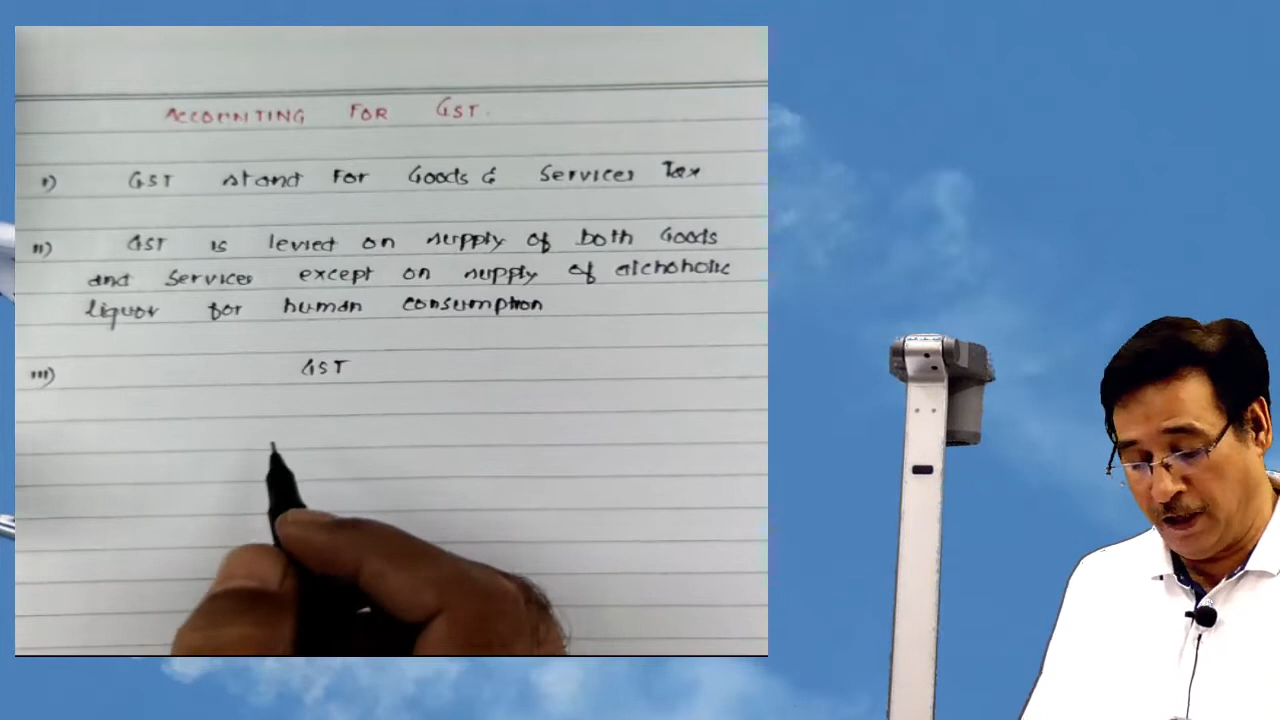 ACCOUNTING FOR GST.
i) GST stand For Goods & Services Tax
ii) GST is levied on supply of both Goods
and Services except on supply of alchoholic
liquor for human consumption
iii) GST